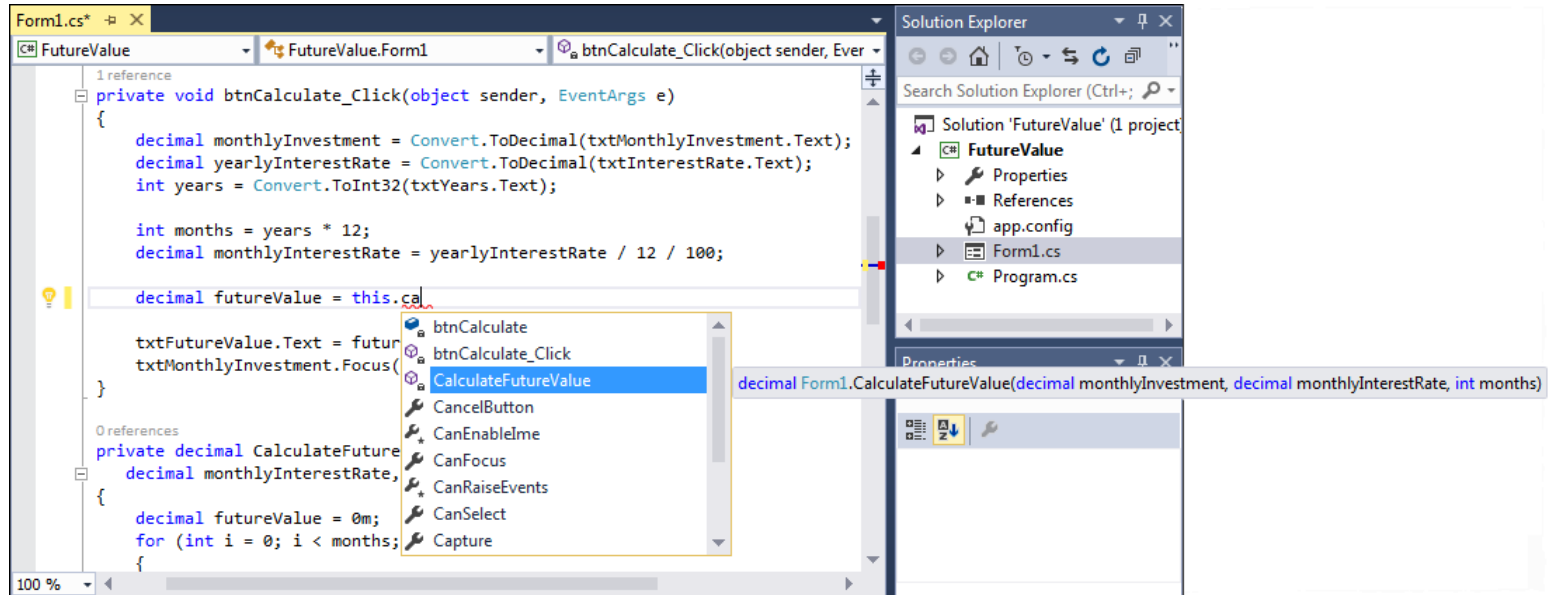 Form1.cs*
FutureValue
FutureValue.Form1
btnCalculate_Click(object sender, Ever
1 reference
private void btnCalculate_Click(object sender, EventArgs e)
{
decimal monthlyInvestment = Convert.ToDecimal(txtMonthlyInvestment.Text);
decimal yearlyInterestRate = Convert.ToDecimal(txtInterestRate.Text);
int years = Convert.ToInt32(txtYears.Text);
int months = years * 12;
decimal monthlyInterestRate = yearlyInterestRate / 12 / 100;
decimal futureValue = this.ca
txtFutureValue.Text = futur
txtMonthlyInvestment.Focus(
}
0 references
private decimal CalculateFuture
decimal monthlyInterestRate,
{
decimal futureValue = 0m;
for (int i = 0; i < months;
{
100 %
btnCalculate
btnCalculate_Click
CalculateFutureValue
CancelButton
CanEnableIme
CanFocus
CanRaiseEvents
CanSelect
Capture
decimal Form1.CalculateFutureValue(decimal monthlyInvestment, decimal monthlyInterestRate, int months)
Solution Explorer
Search Solution Explorer (Ctrl+;
Solution 'FutureValue' (1 project
C# FutureValue
Properties
References
app.config
Form1.cs
C# Program.cs
Properties